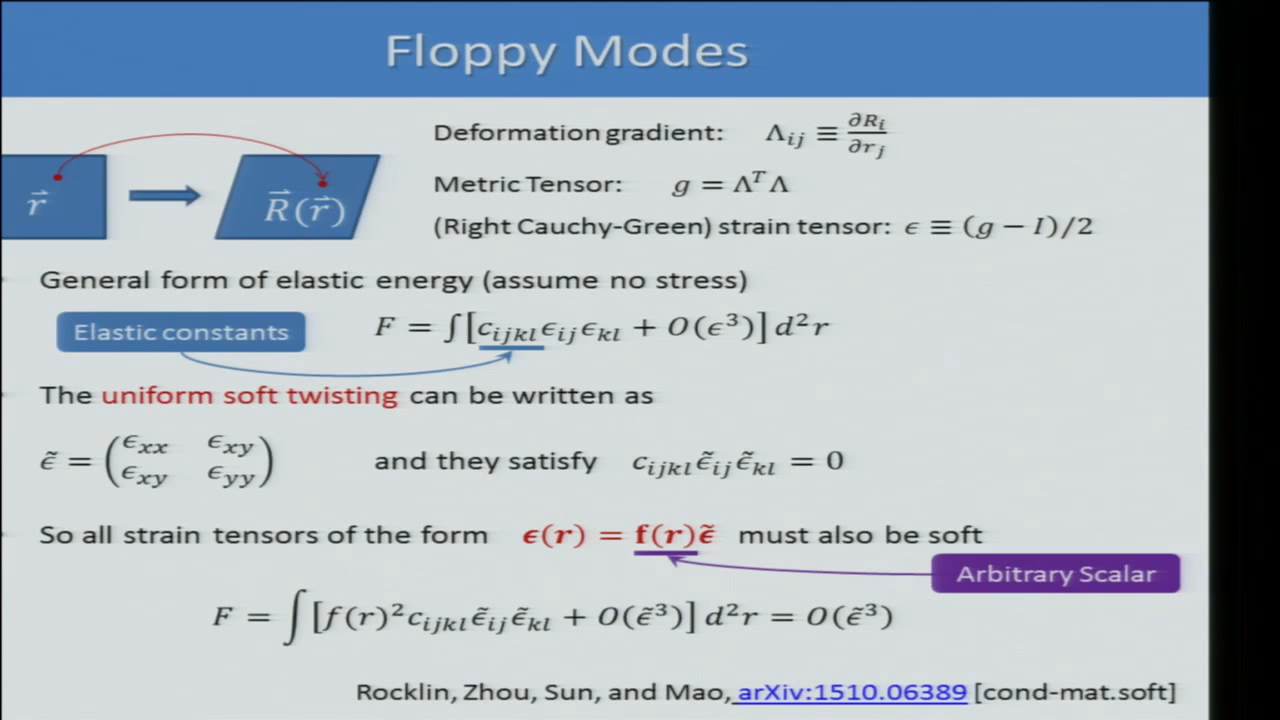 Floppy Modes
Deformation gradient: Λ_ij ≡ ∂R_i/∂r_j
r⃗
R⃗(r⃗)
Metric Tensor: g = Λ^T Λ
(Right Cauchy-Green) strain tensor: ϵ ≡ (g − I)/2
General form of elastic energy (assume no stress)
Elastic constants
F = ∫[c_ijkl ϵ_ij ϵ_kl + O(ϵ³)] d²r
The uniform soft twisting can be written as
ϵ̃ = (ϵ_xx ϵ_xy
ϵ_xy ϵ_yy)
and they satisfy c_ijkl ϵ̃_ij ϵ̃_kl = 0
So all strain tensors of the form ϵ(r) = f(r)ϵ̃ must also be soft
Arbitrary Scalar
F = ∫[f(r)² c_ijkl ϵ̃_ij ϵ̃_kl + O(ϵ̃³)] d²r = O(ϵ̃³)
Rocklin, Zhou, Sun, and Mao, arXiv:1510.06389 [cond-mat.soft]